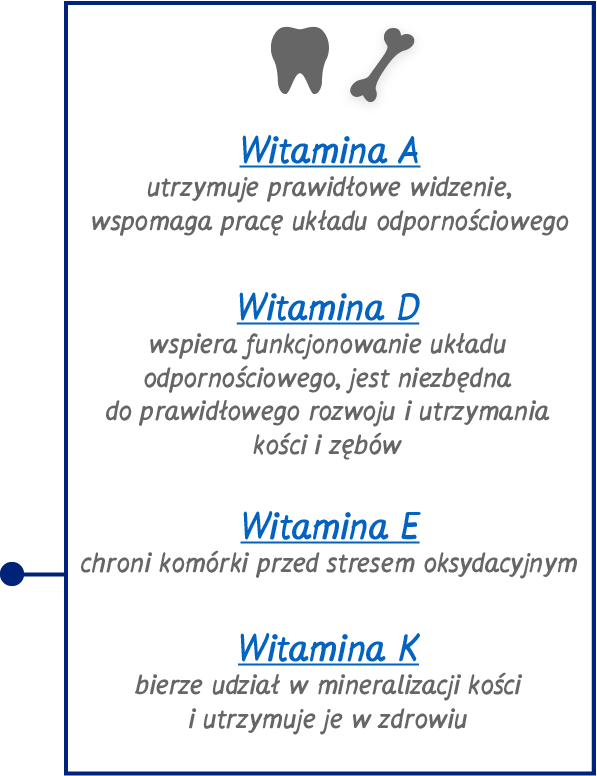 Witamina A
utrzymuje prawidłowe widzenie,
wspomaga pracę układu odpornościowego
Witamina D
wspiera funkcjonowanie układu
odpornościowego, jest niezbędna
do prawidłowego rozwoju i utrzymania
kości i zębów
Witamina E
chroni komórki przed stresem oksydacyjnym
Witamina K
bierze udział w mineralizacji kości
i utrzymuje je w zdrowiu